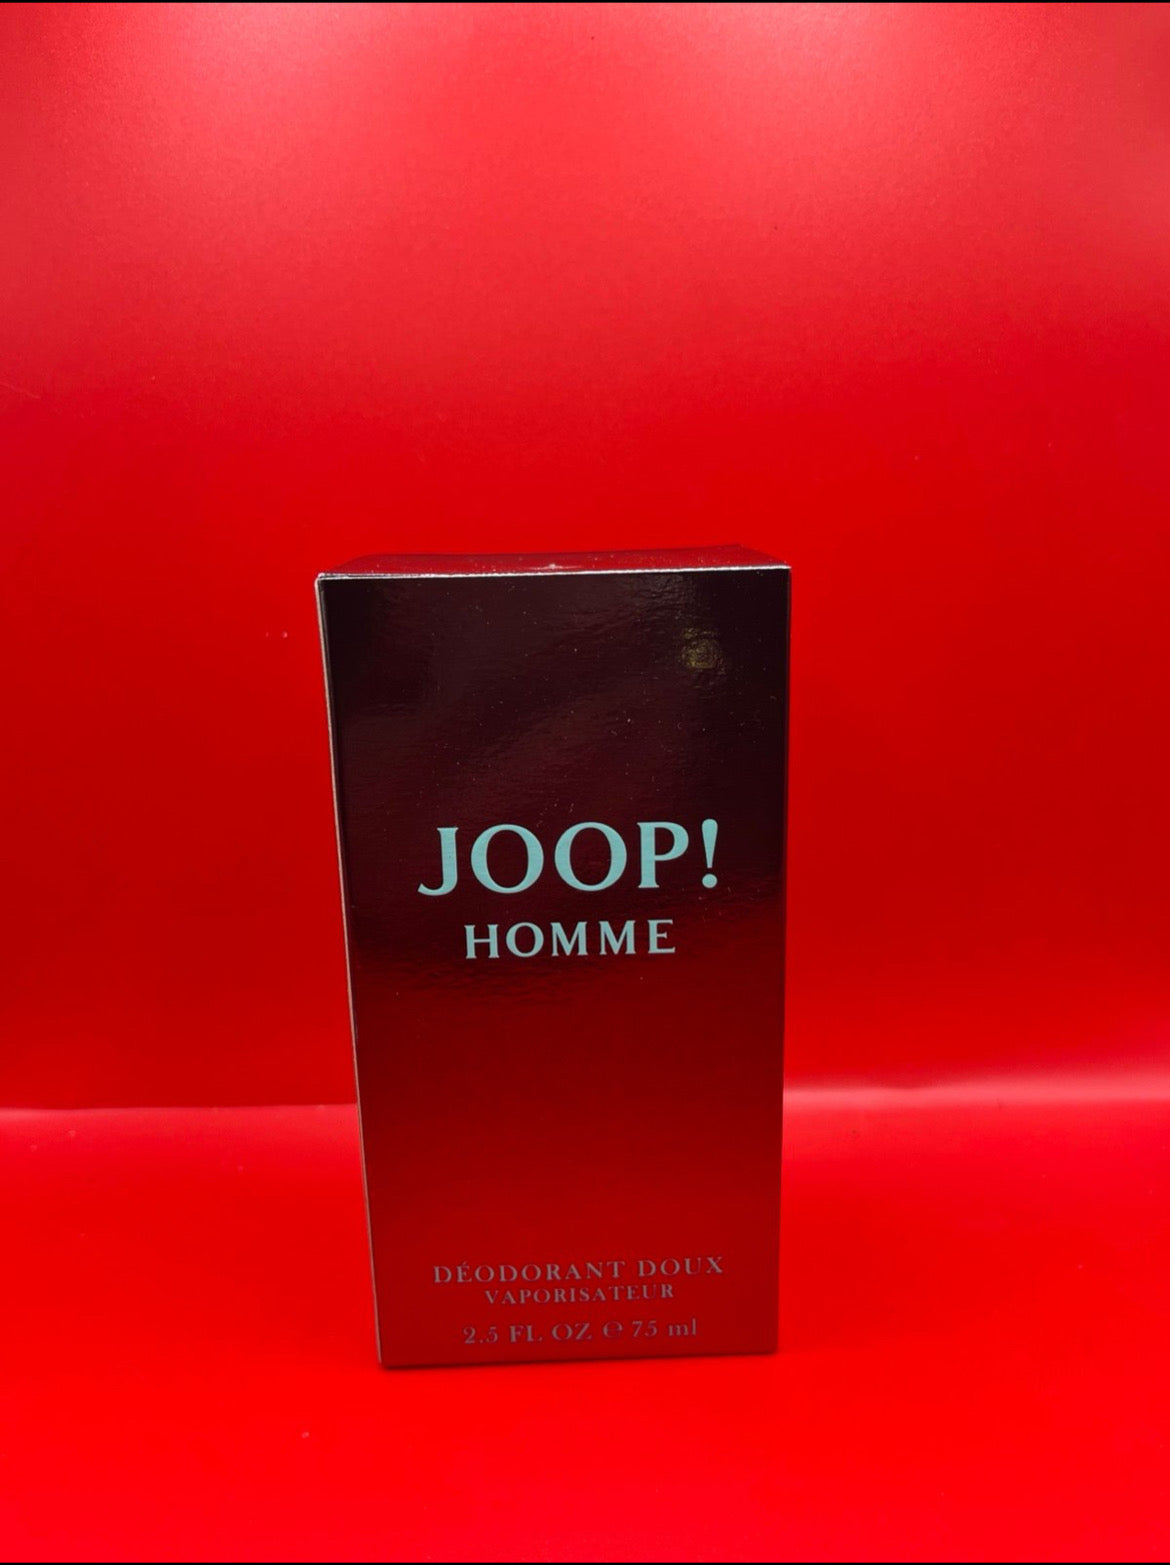 JOOP!
HOMME
DÉODORANT DOUX
VAPORISATEUR
2.5 FL OZ ℮ 75 ml